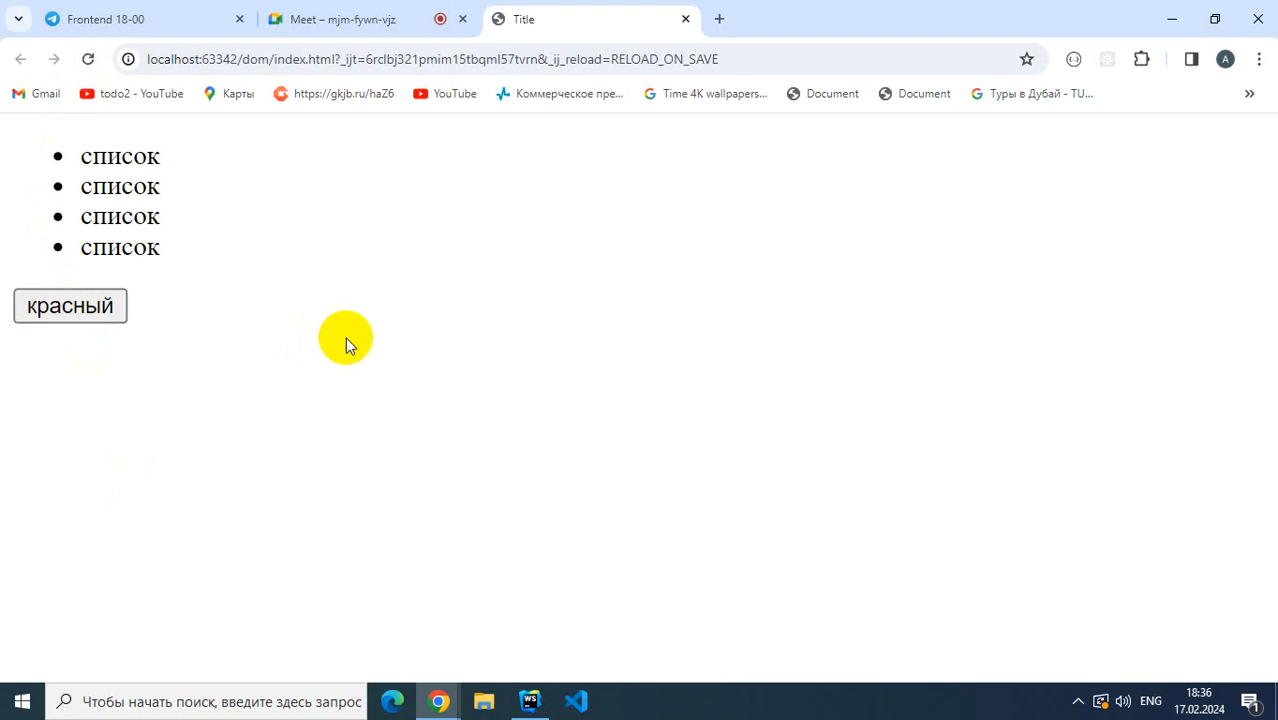 Frontend 18-00
Meet – mjm-fywn-vjz
Title
localhost:63342/dom/index.html?_ijt=6rclbj321pmim15tbqml57tvrn&_ij_reload=RELOAD_ON_SAVE
A
Gmail
todo2 - YouTube
Карты
https://gkjb.ru/haZ6
YouTube
Коммерческое пре...
Time 4K wallpapers...
Document
Document
Туры в Дубай - TU...
список
список
список
список
красный
Чтобы начать поиск, введите здесь запрос
WS
ENG
18:36
17.02.2024
1